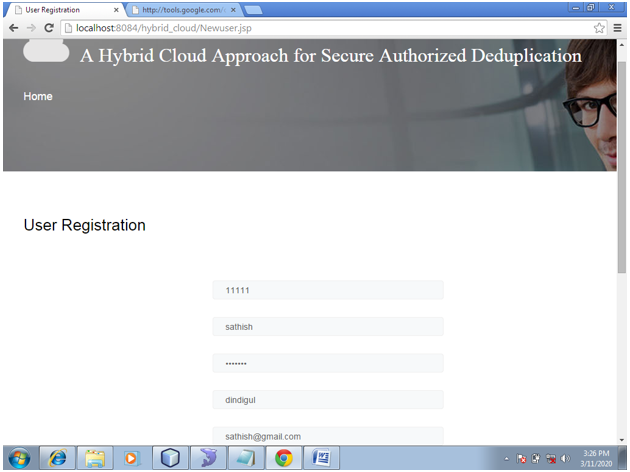 User Registration
http://tools.google.com/
localhost:8084/hybrid_cloud/Newuser.jsp
A Hybrid Cloud Approach for Secure Authorized Deduplication
Home
User Registration
11111
sathish
•••••••
dindigul
sathish@gmail.com
3:26 PM
3/11/2020